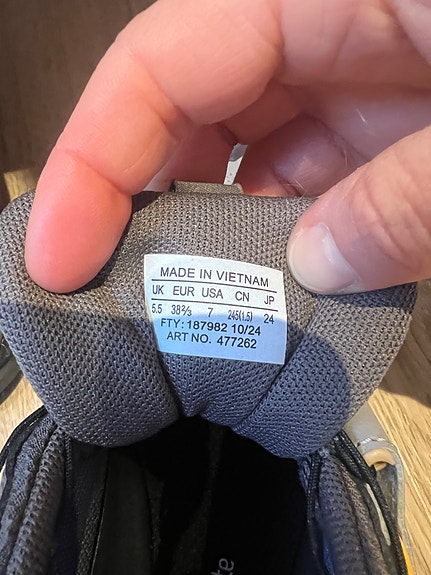 MADE IN VIETNAM
UK EUR USA CN JP
5.5 38⅔ 7 245(1.5) 24
FTY: 187982 10/24
ART NO. 477262